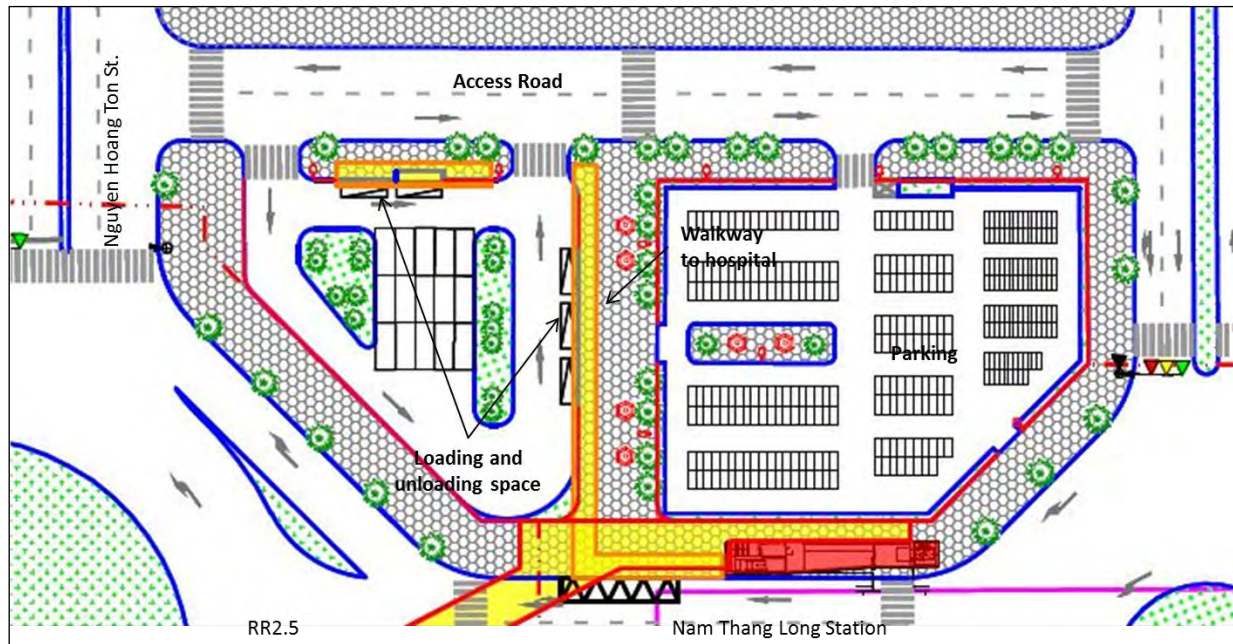 Nguyen Hoang Ton St.
Access Road
Walkway
to hospital
Parking
Loading and
unloading space
RR2.5
Nam Thang Long Station